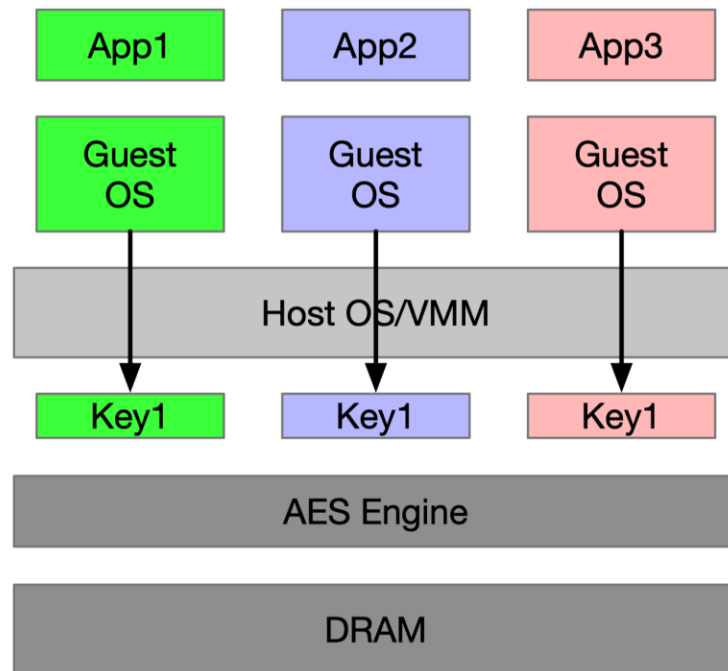 App1
App2
App3
Guest
OS
Guest
OS
Guest
OS
Host OS/VMM
Key1
Key1
Key1
AES Engine
DRAM